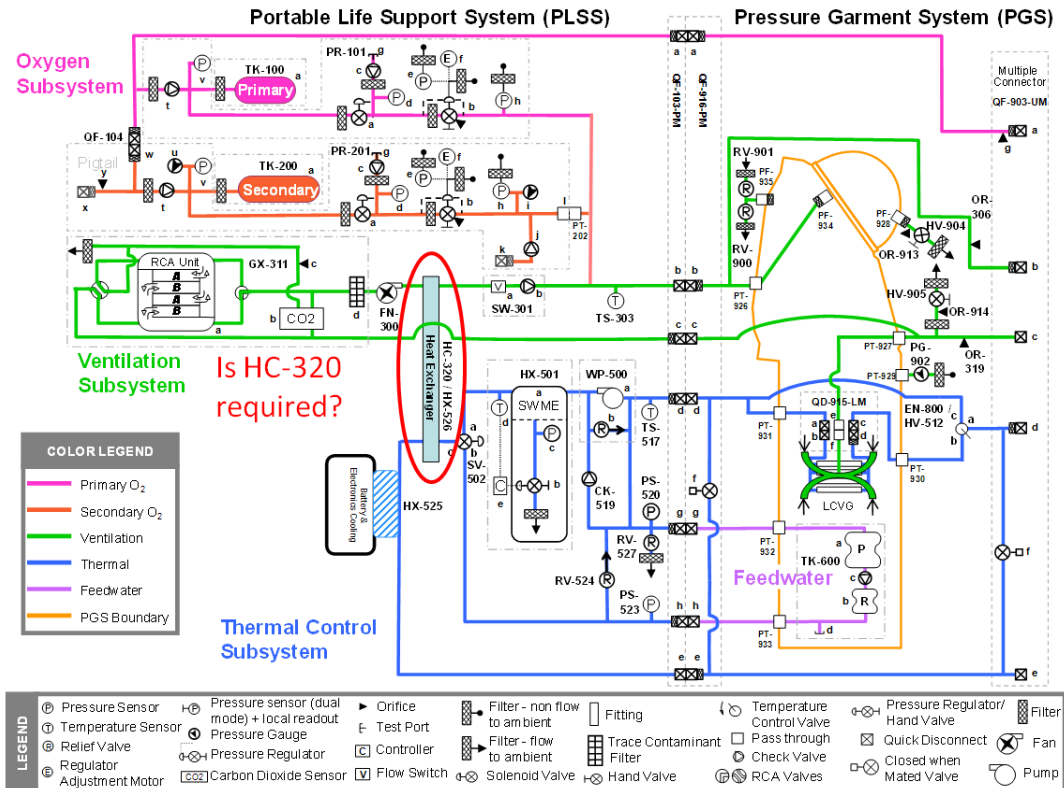 Portable Life Support System (PLSS)
Pressure Garment System (PGS)
Oxygen
Subsystem
PR-101
g
c
e
P
E
f
d
a
b
h
TK-100
a
Primary
v
t
QF-104
w
Pigtail
y
x
u
TK-200
a
Secondary
v
t
PR-201
g
c
e
E
f
d
a
b
h
i
j
k
I
PT-
202
QF-103-PM
QF-916-PM
a
a
Multiple
Connector
QF-903-UM
a
g
RCA Unit
A
B
A
B
a
GX-311
c
b
CO2
d
FN-
300
V
a
b
SW-301
T
TS-303
b
b
c
c
Ventilation
Subsystem
HC-320 / HX-526
Heat Exchanger
Is HC-320
required?
RV-901
R
R
RV-
900
PF-
935
PF-
934
PF-
928
HV-904
OR-913
OR-
306
b
HV-905
OR-914
PT-
926
PT-927
PG-
902
OR-
319
c
PT-929
HX-501
a
SWME
P
c
b
T
d
C
e
WP-500
a
R
b
T
TS-
517
d
d
a
b
c
SV-
502
CK-
519
PS-
520
P
R
RV-
527
RV-524
R
PS-
523
P
f
g
g
h
h
e
e
HX-525
Battery &
Electronics Cooling
QD-915-LM
e
a
b
f
c
d
LCVG
PT-
931
PT-
930
EN-800 /
HV-512
c
a
b
d
f
PT-
932
TK-600
a
P
c
b
R
d
PT-
933
e
Feedwater
Thermal Control
Subsystem
COLOR LEGEND
Primary O2
Secondary O2
Ventilation
Thermal
Feedwater
PGS Boundary
LEGEND
P Pressure Sensor
T Temperature Sensor
R Relief Valve
E Regulator
Adjustment Motor
P Pressure sensor (dual
mode) + local readout
Pressure Gauge
Pressure Regulator
CO2 Carbon Dioxide Sensor
Orifice
Test Port
C Controller
V Flow Switch
Filter - non flow
to ambient
Filter - flow
to ambient
Solenoid Valve
Fitting
Trace Contaminant
Filter
Hand Valve
Temperature
Control Valve
Pass through
Check Valve
RCA Valves
Pressure Regulator/
Hand Valve
Quick Disconnect
Closed when
Mated Valve
Filter
Fan
Pump